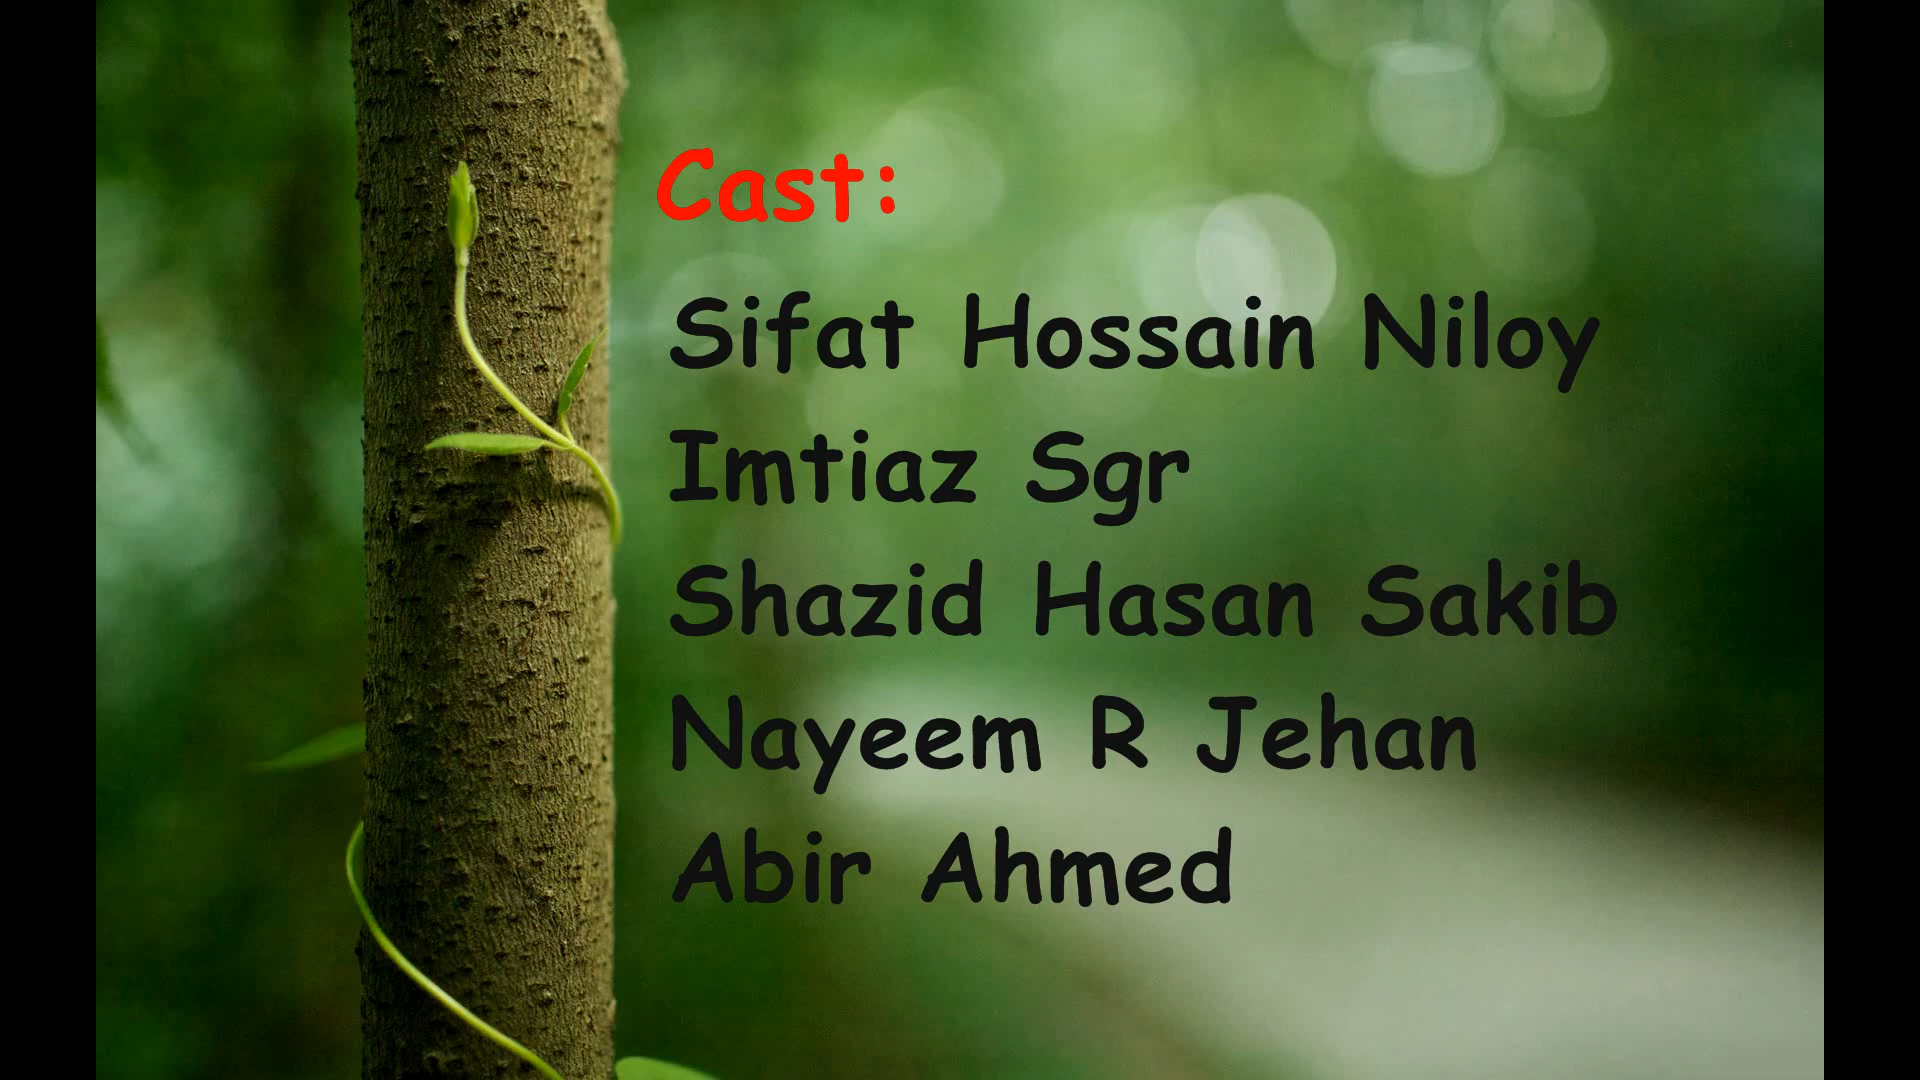 Cast:
Sifat Hossain Niloy
Imtiaz Sgr
Shazid Hasan Sakib
Nayeem R Jehan
Abir Ahmed